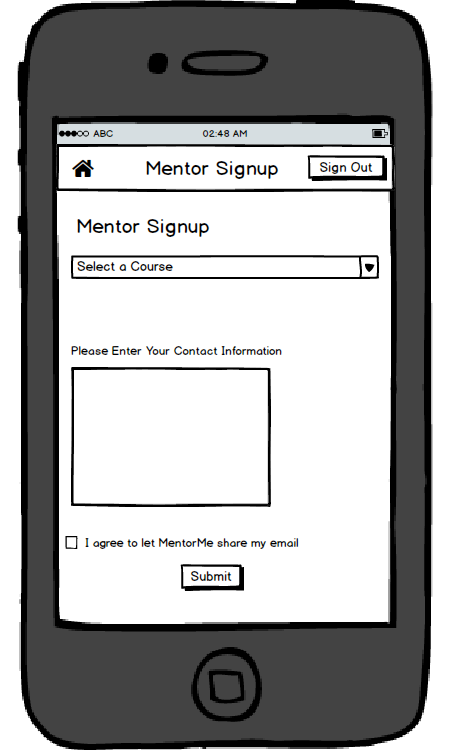 ABC 02:48 AM
Mentor Signup Sign Out
Mentor Signup
Select a Course
Please Enter Your Contact Information
I agree to let MentorMe share my email
Submit